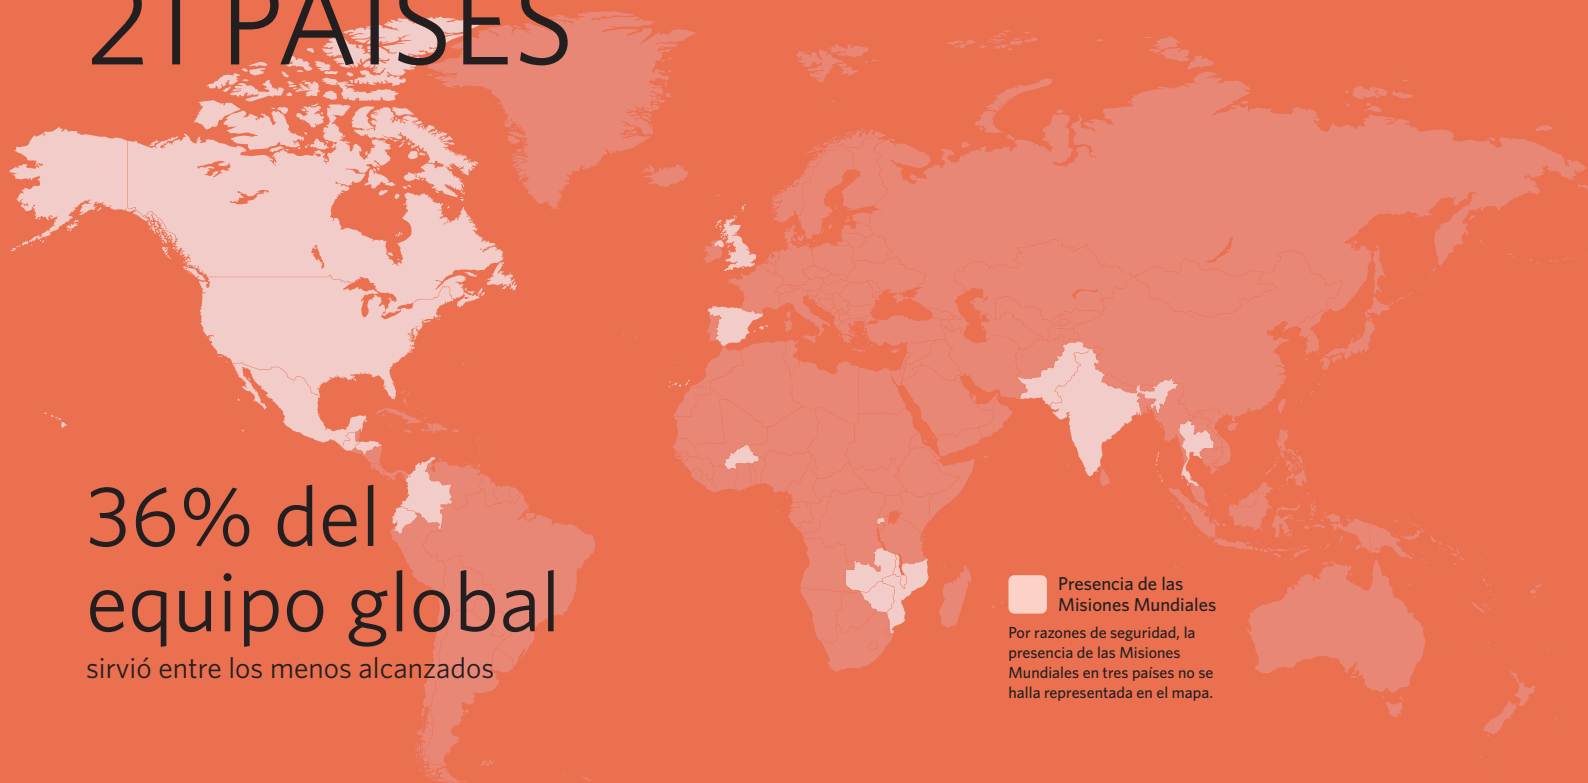 21 PAÍSES
36% del
equipo global
sirvió entre los menos alcanzados
Presencia de las
Misiones Mundiales
Por razones de seguridad, la
presencia de las Misiones
Mundiales en tres países no se
halla representada en el mapa.